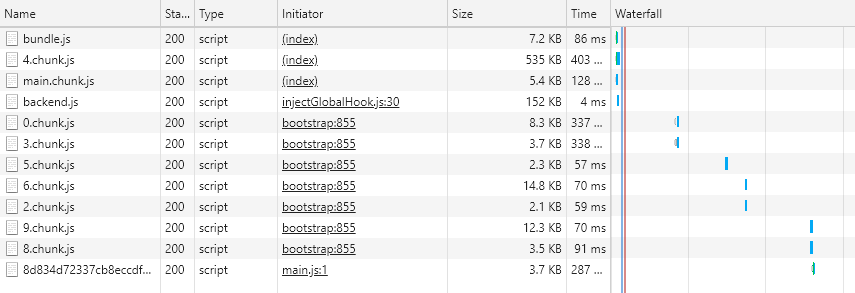 Name Sta... Type Initiator Size Time Waterfall
bundle.js 200 script (index) 7.2 KB 86 ms
4.chunk.js 200 script (index) 535 KB 403 ...
main.chunk.js 200 script (index) 5.4 KB 128 ...
backend.js 200 script injectGlobalHook.js:30 152 KB 4 ms
0.chunk.js 200 script bootstrap:855 8.3 KB 337 ...
3.chunk.js 200 script bootstrap:855 3.7 KB 338 ...
5.chunk.js 200 script bootstrap:855 2.3 KB 57 ms
6.chunk.js 200 script bootstrap:855 14.8 KB 70 ms
2.chunk.js 200 script bootstrap:855 2.1 KB 59 ms
9.chunk.js 200 script bootstrap:855 12.3 KB 70 ms
8.chunk.js 200 script bootstrap:855 3.5 KB 91 ms
8d834d72337cb8eccdf... 200 script main.js:1 3.7 KB 287 ...